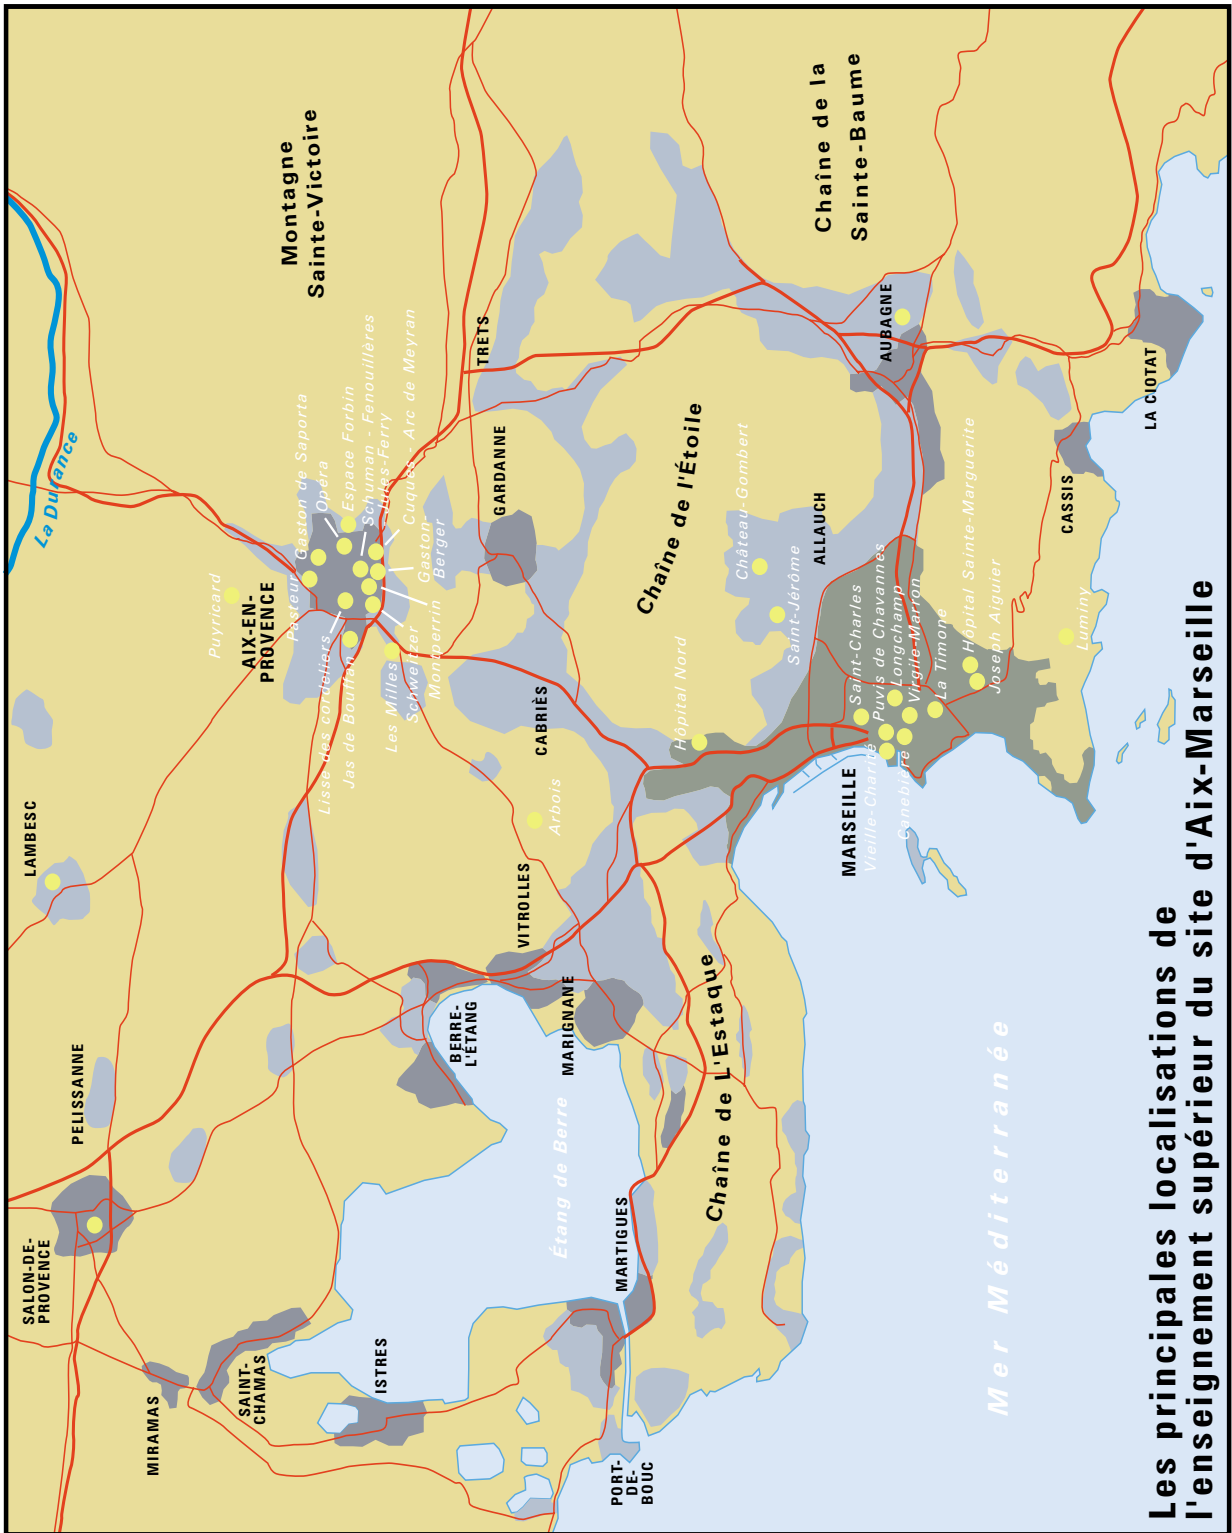 Les principales localisations de
l'enseignement supérieur du site d'Aix-Marseille
SALON-DE-
PROVENCE
PELISSANNE
LAMBESC
La Durance
MIRAMAS
SAINT-
CHAMAS
ISTRES
BERRE-
L'ÉTANG
Étang de Berre
PORT-
DE-
BOUC
MARTIGUES
MARIGNANE
VITROLLES
Arbois
CABRIÈS
Chaîne de L'Estaque
Puyricard
AIX-EN-
PROVENCE
Pasteur
Gaston de Saporta
Opéra
Espace Forbin
Schuman - Fenouillères
Jules-Ferry
Cuques - Arc de Meyran
Gaston-
Berger
Lisse des cordeliers
Jas de Bouffan
Les Milles
Schweitzer
Montperrin
Montagne
Sainte-Victoire
TRETS
GARDANNE
Chaîne de l'Étoile
Château-Gombert
Saint-Jérôme
ALLAUCH
Hôpital Nord
MARSEILLE
Vieille-Charité
Saint-Charles
Puvis de Chavannes
Longchamp
Virgile-Marron
Canebière
La Timone
Hôpital Sainte-Marguerite
Joseph Aiguier
Luminy
Chaîne de la
Sainte-Baume
AUBAGNE
CASSIS
LA CIOTAT
Mer Méditerranée